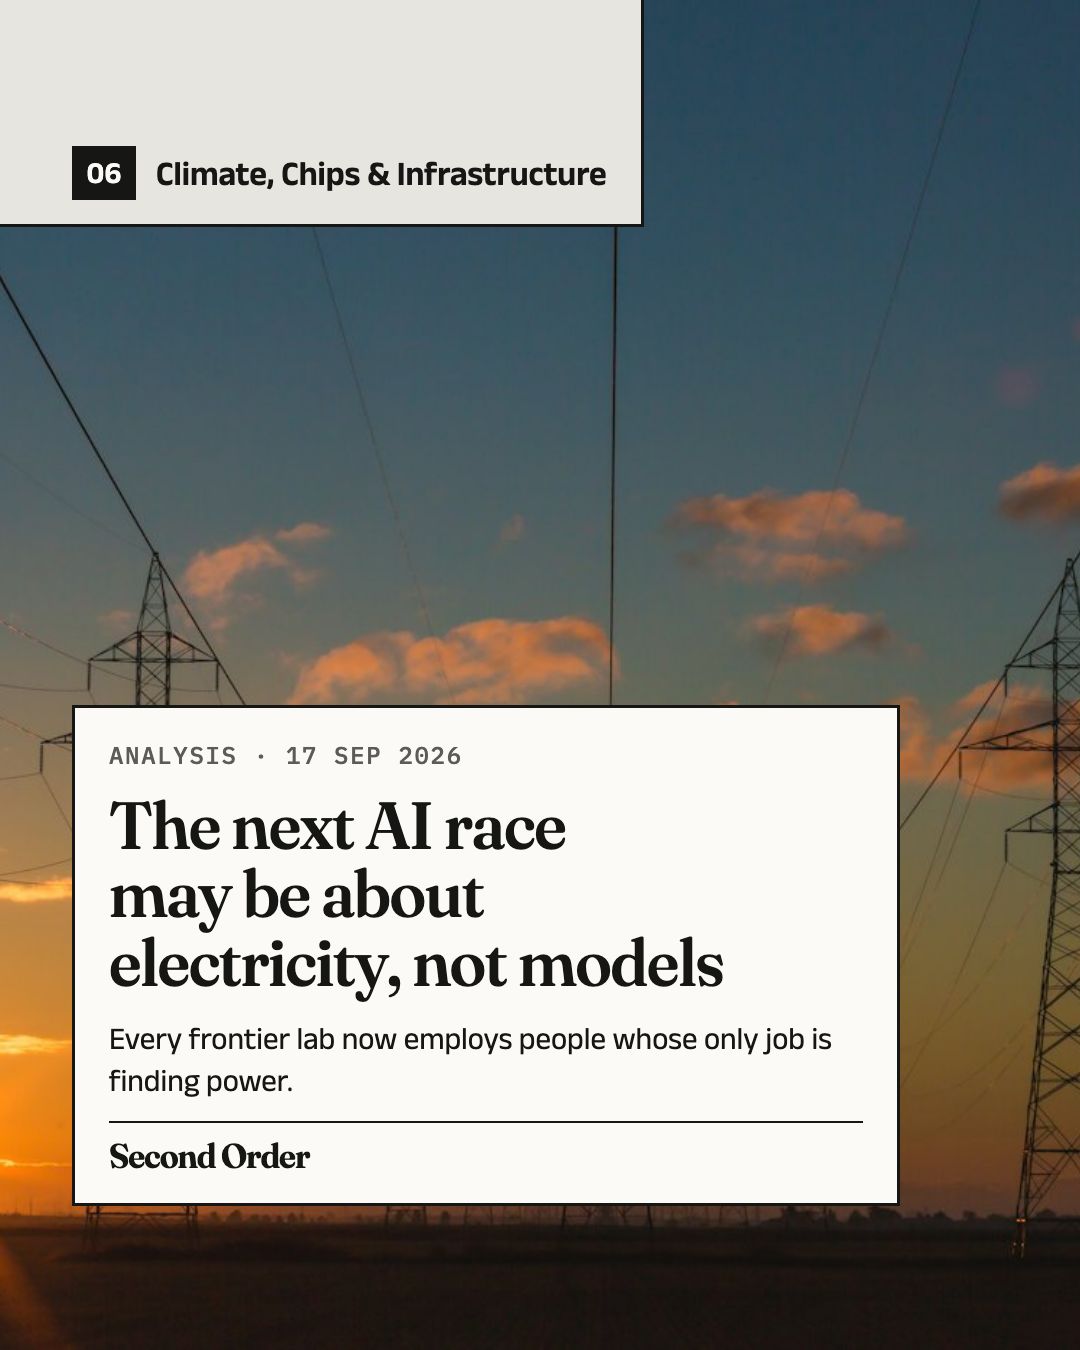 06 Climate, Chips & Infrastructure
ANALYSIS · 17 SEP 2026
The next AI race
may be about
electricity, not models
Every frontier lab now employs people whose only job is
finding power.
Second Order